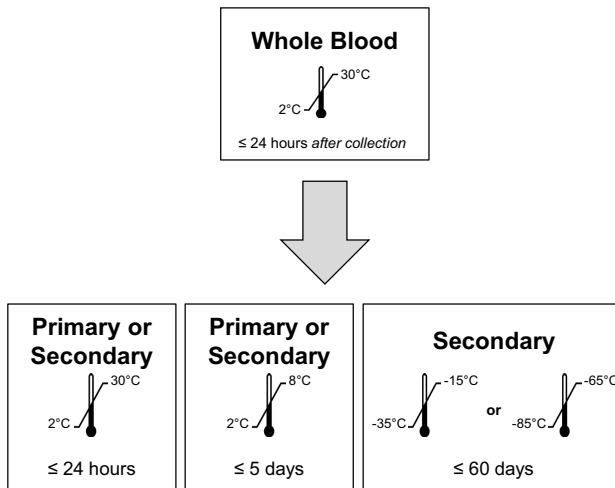 Whole Blood
30°C
2°C
≤ 24 hours after collection
Primary or
Secondary
30°C
2°C
≤ 24 hours
Primary or
Secondary
8°C
2°C
≤ 5 days
Secondary
-15°C
-35°C
or
-65°C
-85°C
≤ 60 days